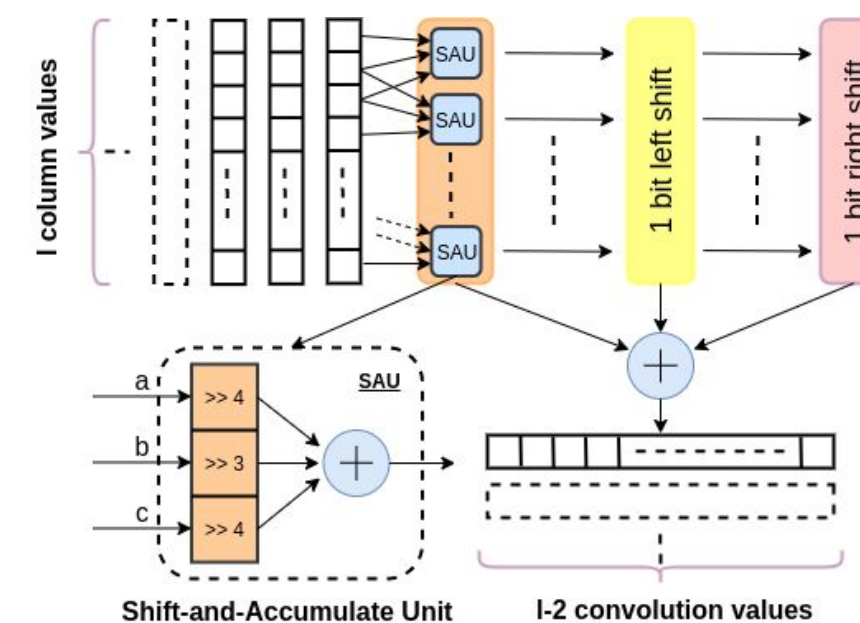 I column values
SAU
SAU
SAU
1 bit left shift
1 bit right shift
SAU
a
>> 4
b
>> 3
c
>> 4
Shift-and-Accumulate Unit
I-2 convolution values